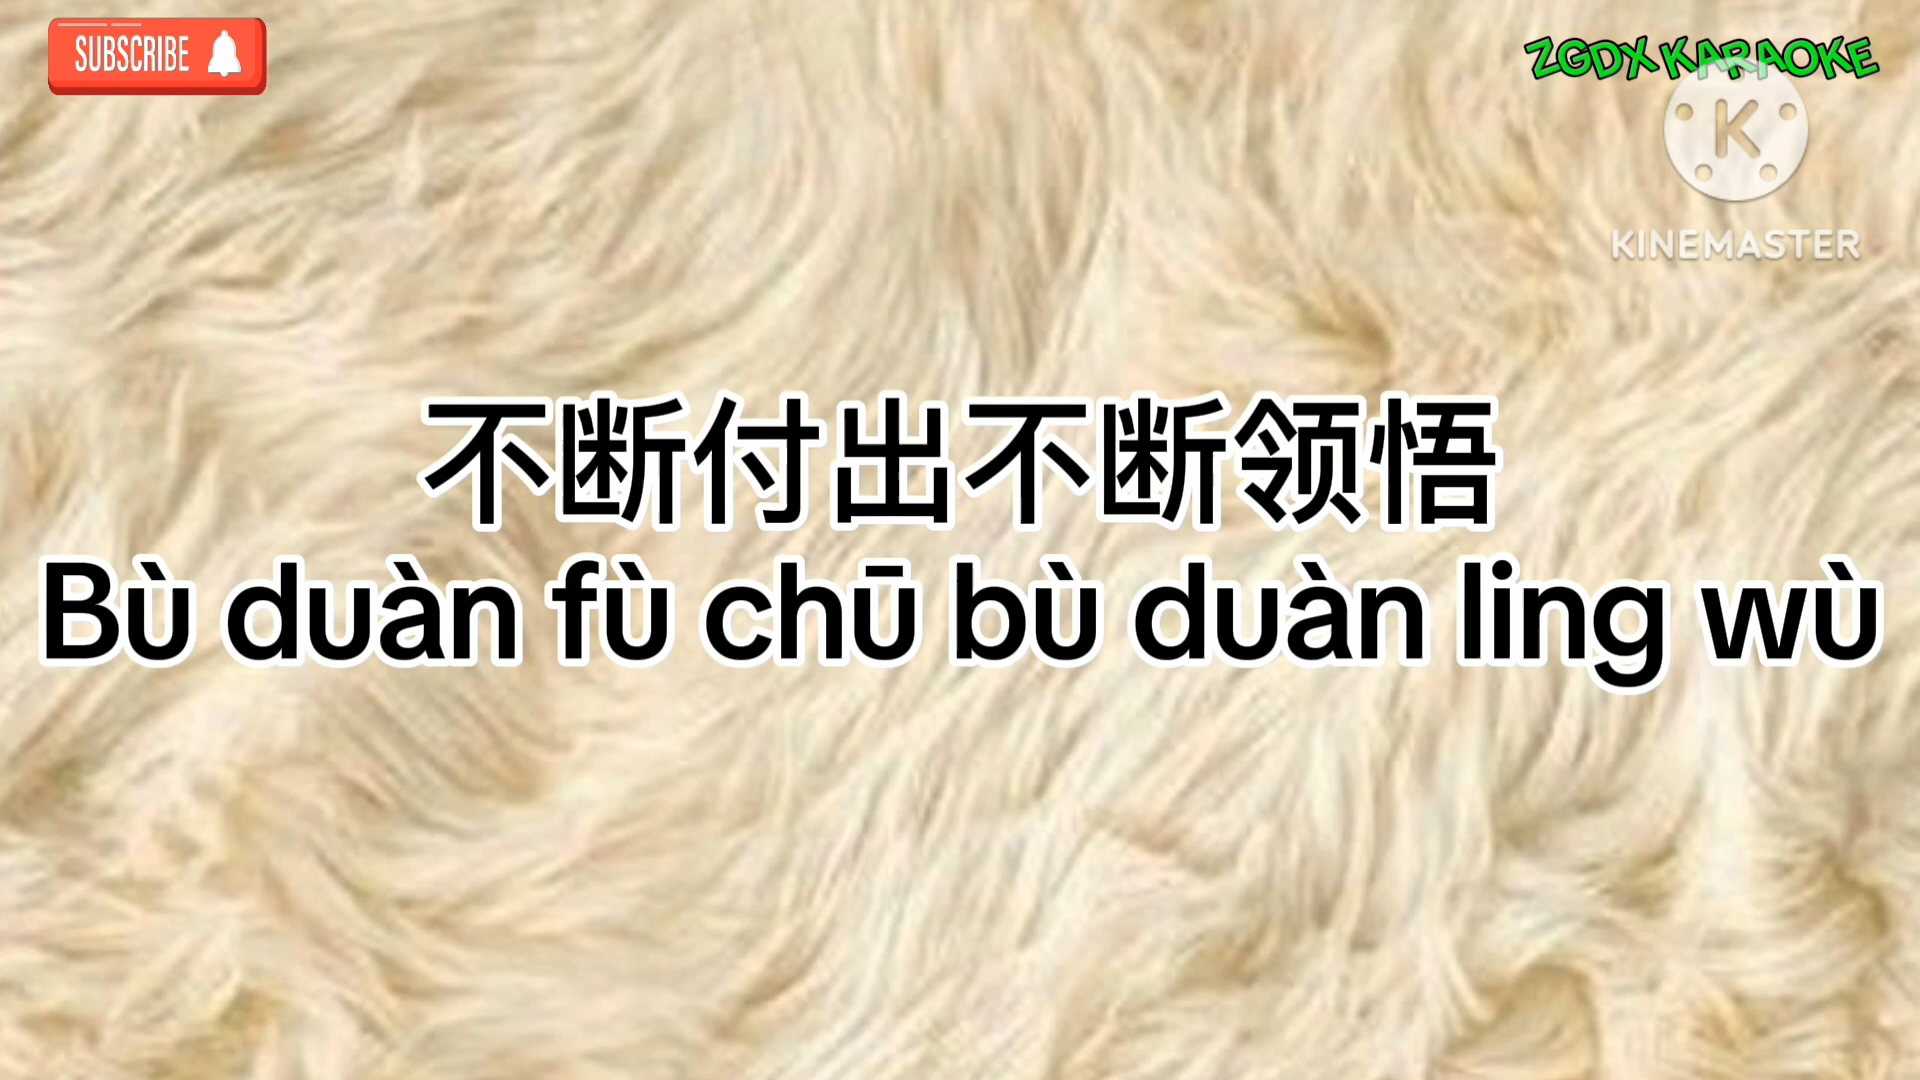 SUBSCRIBE
ZGDX KARAOKE
K
KINEMASTER
不断付出不断领悟
Bù duàn fù chū bù duàn ling wù